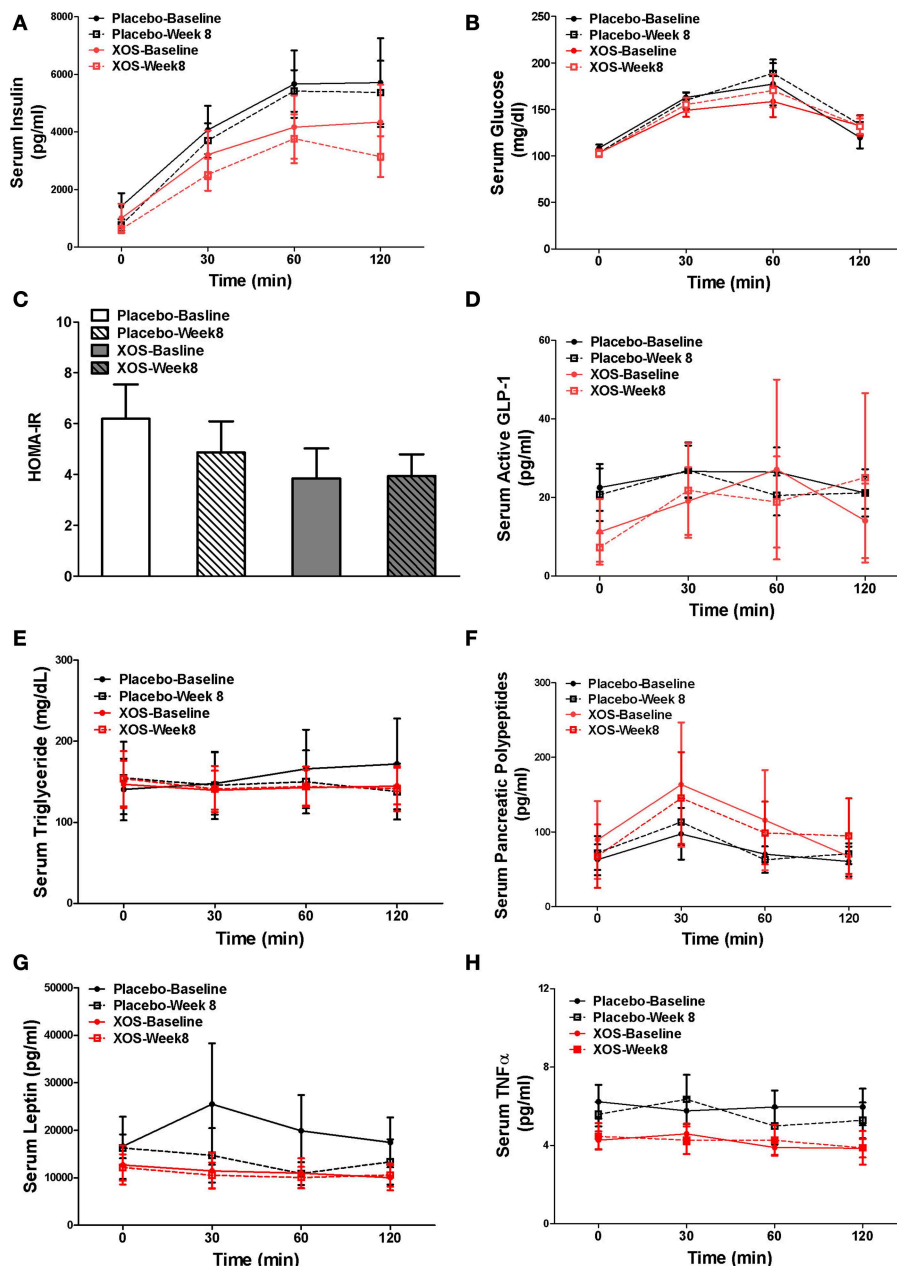 A
Placebo-Baseline
Placebo-Week 8
XOS-Baseline
XOS-Week8
Serum Insulin
(pg/ml)
8000
6000
4000
2000
0
0 30 60 120
Time (min)
B
Placebo-Baseline
Placebo-Week 8
XOS-Baseline
XOS-Week8
Serum Glucose
(mg/dl)
250
200
150
100
50
0
0 30 60 120
Time (min)
C
Placebo-Basline
Placebo-Week8
XOS-Basline
XOS-Week8
HOMA-IR
10
8
6
4
2
0
D
Placebo-Baseline
Placebo-Week 8
XOS-Baseline
XOS-Week8
Serum Active GLP-1
(pg/ml)
60
40
20
0
0 30 60 120
Time (min)
E
Placebo-Baseline
Placebo-Week 8
XOS-Baseline
XOS-Week8
Serum Triglyceride (mg/dL)
300
200
100
0
0 30 60 120
Time (min)
F
Placebo-Baseline
Placebo-Week 8
XOS-Baseline
XOS-Week8
Serum Pancreatic Polypeptides
(pg/ml)
300
200
100
0
0 30 60 120
Time (min)
G
Placebo-Baseline
Placebo-Week 8
XOS-Baseline
XOS-Week8
Serum Leptin (pg/ml)
50000
40000
30000
20000
10000
0
0 30 60 120
Time (min)
H
Placebo-Baseline
Placebo-Week 8
XOS-Baseline
XOS-Week8
Serum TNFα
(pg/ml)
12
8
4
0
0 30 60 120
Time (min)